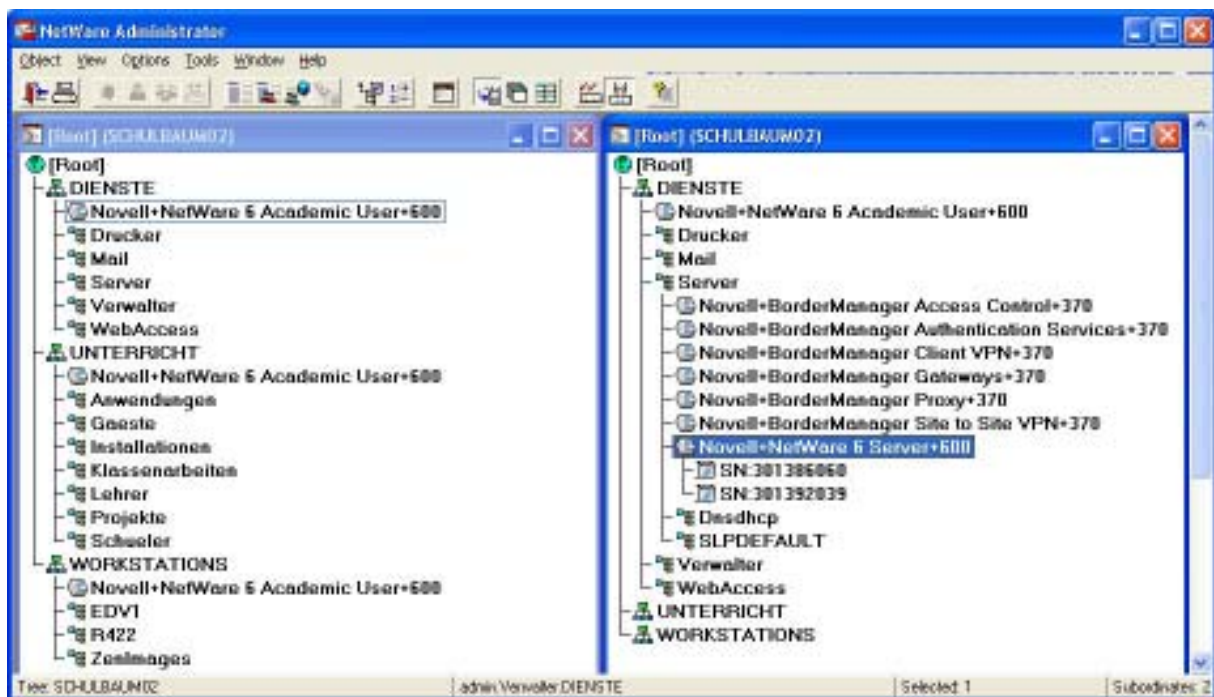 NetWare Administrator
Object View Options Tools Window Help
[Root] (SCHULBAUM02)
[Root]
DIENSTE
Novell+NetWare 6 Academic User+600
Drucker
Mail
Server
Verwalter
WebAccess
UNTERRICHT
Novell+NetWare 6 Academic User+600
Anwendungen
Gaeste
Installationen
Klassenarbeiten
Lehrer
Projekte
Schueler
WORKSTATIONS
Novell+NetWare 6 Academic User+600
EDV1
R422
ZenImages
[Root] (SCHULBAUM02)
[Root]
DIENSTE
Novell+NetWare 6 Academic User+600
Drucker
Mail
Server
Novell+BorderManager Access Control+370
Novell+BorderManager Authentication Services+370
Novell+BorderManager Client VPN+370
Novell+BorderManager Gateways+370
Novell+BorderManager Proxy+370
Novell+BorderManager Site to Site VPN+370
Novell+NetWare 6 Server+600
SN:301386060
SN:301392039
Dnsdhcp
SLPDEFAULT
Verwalter
WebAccess
UNTERRICHT
WORKSTATIONS
Tree: SCHULBAUM02 admin.Verwalter.DIENSTE Selected: 1 Subordinates: 2